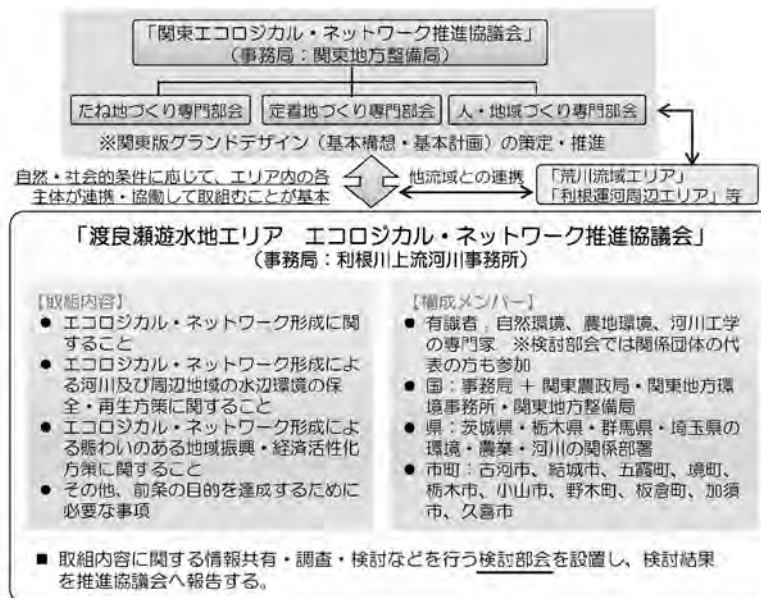 「関東エコロジカル・ネットワーク推進協議会」
（事務局：関東地方整備局）
たね地づくり専門部会
定着地づくり専門部会
人・地域づくり専門部会
※関東版グランドデザイン（基本構想・基本計画）の策定・推進
自然・社会的条件に応じて、エリア内の各
主体が連携・協働して取組むことが基本
他流域との連携
「荒川流域エリア」
「利根運河周辺エリア」等
「渡良瀬遊水地エリア　エコロジカル・ネットワーク推進協議会」
（事務局：利根川上流河川事務所）
【取組内容】
● エコロジカル・ネットワーク形成に関
すること
● エコロジカル・ネットワーク形成によ
る河川及び周辺地域の水辺環境の保
全・再生方策に関すること
● エコロジカル・ネットワーク形成によ
る賑わいのある地域振興・経済活性化
方策に関すること
● その他、前条の目的を達成するために
必要な事項
【構成メンバー】
● 有識者：自然環境、農地環境、河川工学
の専門家　※検討部会では関係団体の代
表の方も参加
● 国：事務局 ＋ 関東農政局・関東地方環
境事務所・関東地方整備局
● 県：茨城県・栃木県・群馬県・埼玉県の
環境・農業・河川の関係部署
● 市町：古河市、結城市、五霞町、境町、
栃木市、小山市、野木町、板倉町、加須
市、久喜市
■ 取組内容に関する情報共有・調査・検討などを行う検討部会を設置し、検討結果
を推進協議会へ報告する。